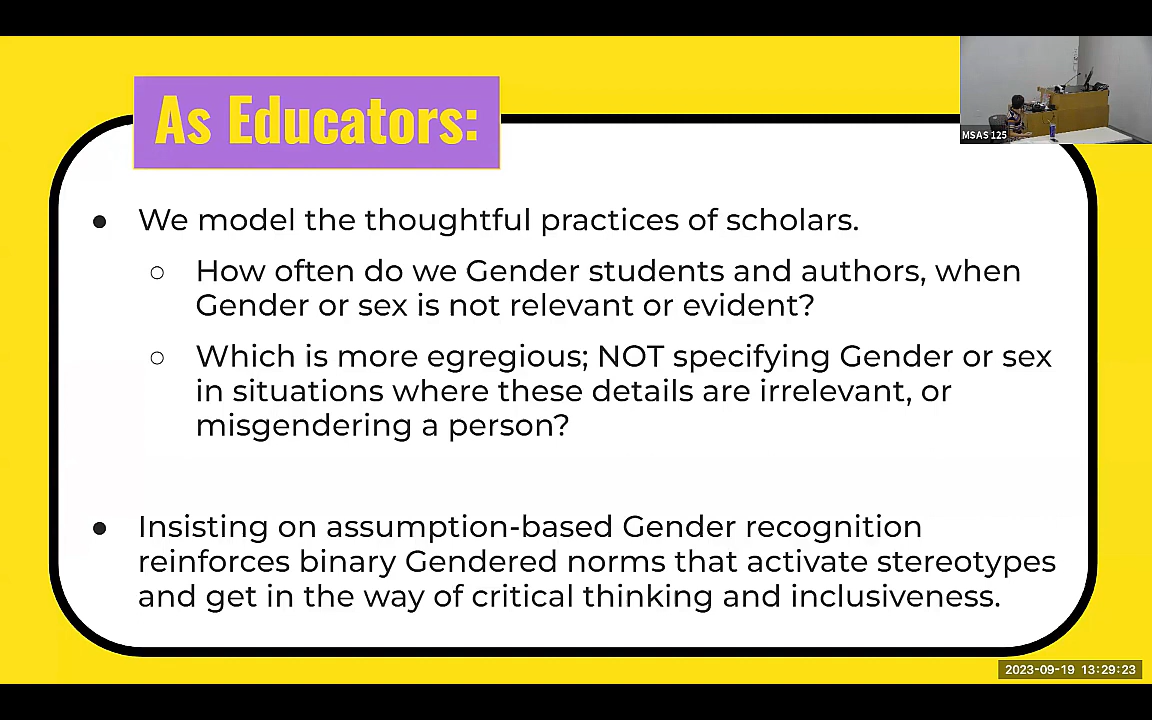 As Educators:
MSAS 125
● We model the thoughtful practices of scholars.
○ How often do we Gender students and authors, when
Gender or sex is not relevant or evident?
○ Which is more egregious; NOT specifying Gender or sex
in situations where these details are irrelevant, or
misgendering a person?
● Insisting on assumption-based Gender recognition
reinforces binary Gendered norms that activate stereotypes
and get in the way of critical thinking and inclusiveness.
2023-09-19 13:29:23